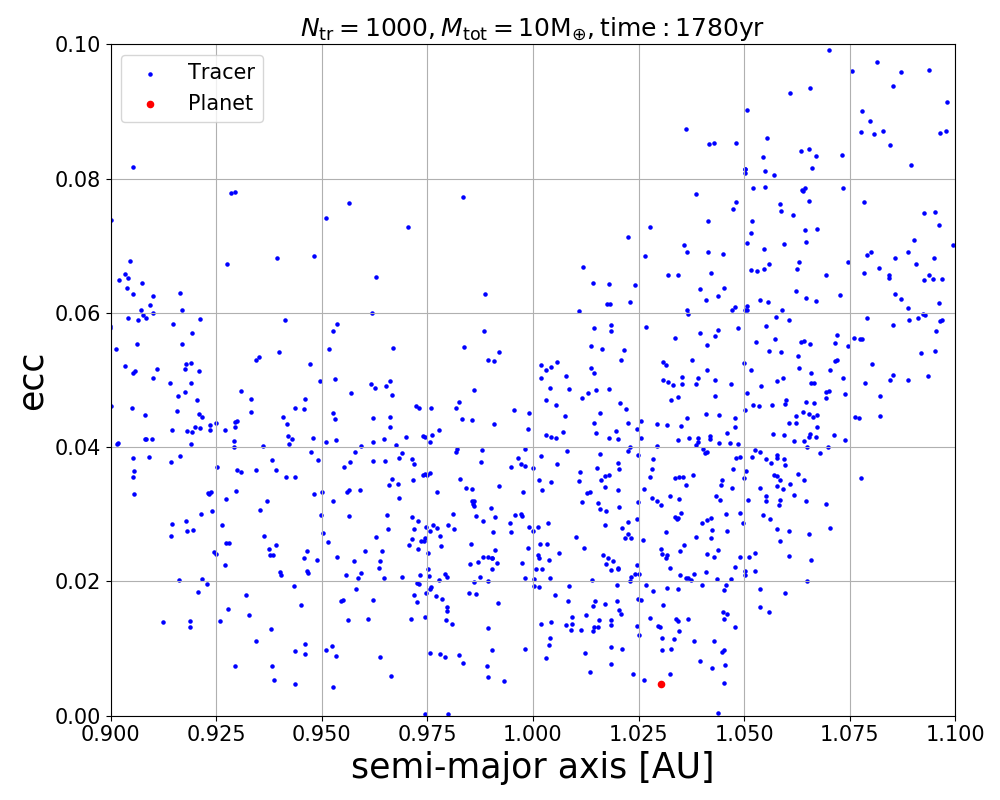 N_tr = 1000, M_tot = 10M_⊕, time : 1780yr
Tracer
Planet
0.10
0.08
0.06
0.04
0.02
0.00
ecc
0.900 0.925 0.950 0.975 1.000 1.025 1.050 1.075 1.100
semi-major axis [AU]